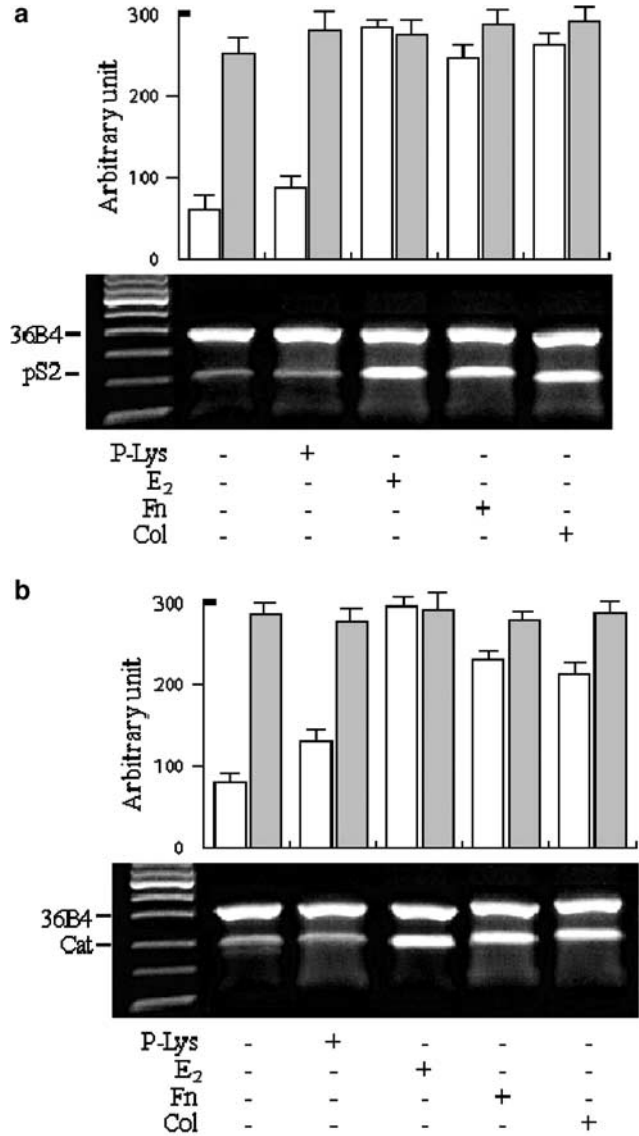 a
300
200
100
0
Arbitrary unit
36B4
pS2
P-Lys - + - - -
E2 - - + - -
Fn - - - + -
Col - - - - +
b
300
200
100
0
Arbitrary unit
36B4
Cat
P-Lys - + - - -
E2 - - + - -
Fn - - - + -
Col - - - - +